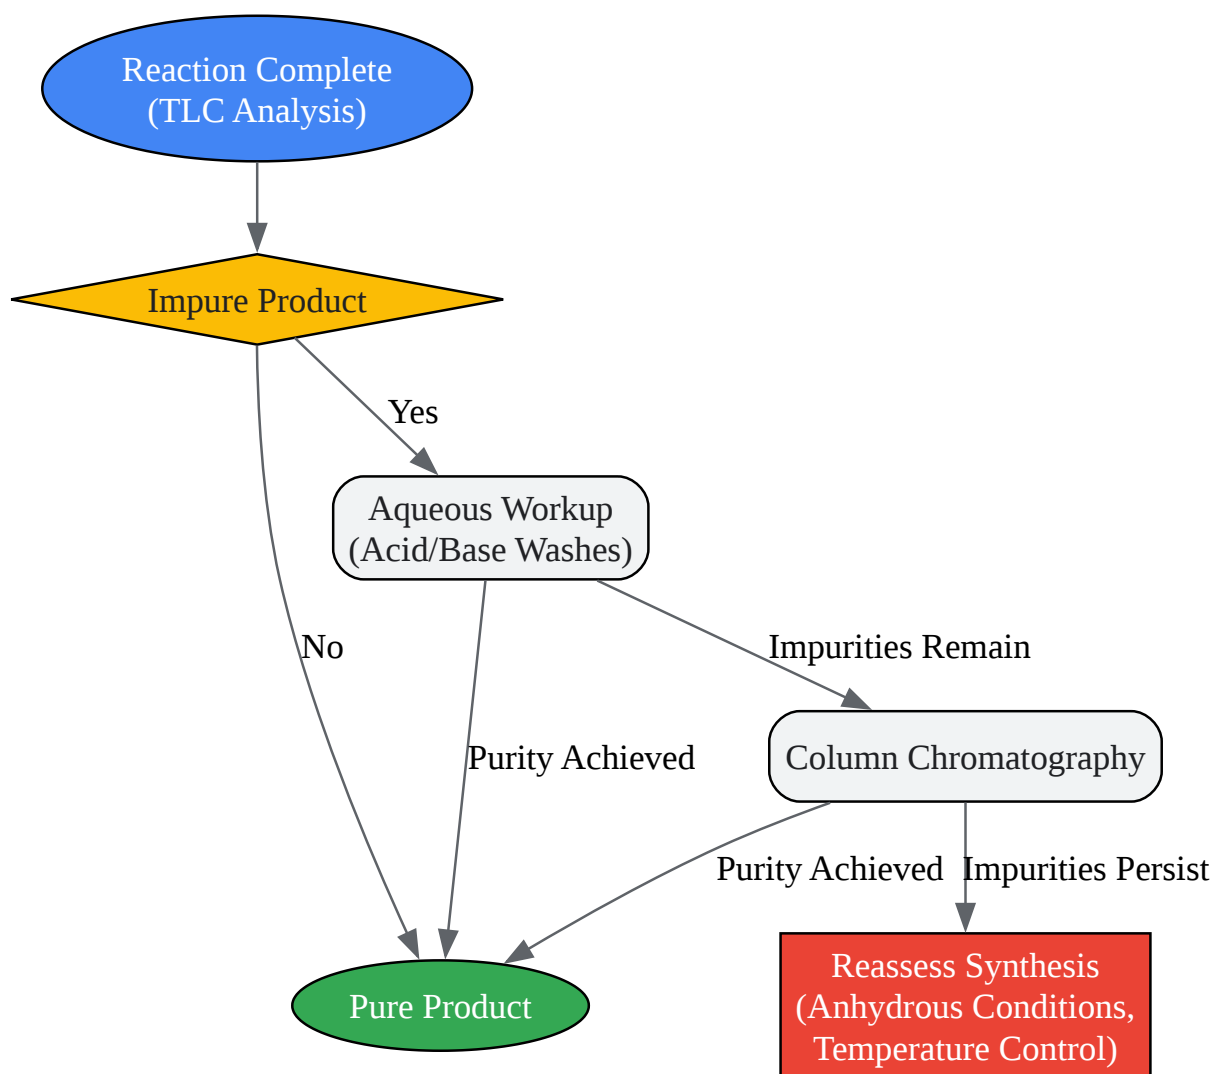 Reaction Complete
(TLC Analysis)
Impure Product
Yes
Aqueous Workup
(Acid/Base Washes)
No
Impurities Remain
Purity Achieved
Column Chromatography
Purity Achieved
Impurities Persist
Reassess Synthesis
(Anhydrous Conditions,
Temperature Control)
Pure Product